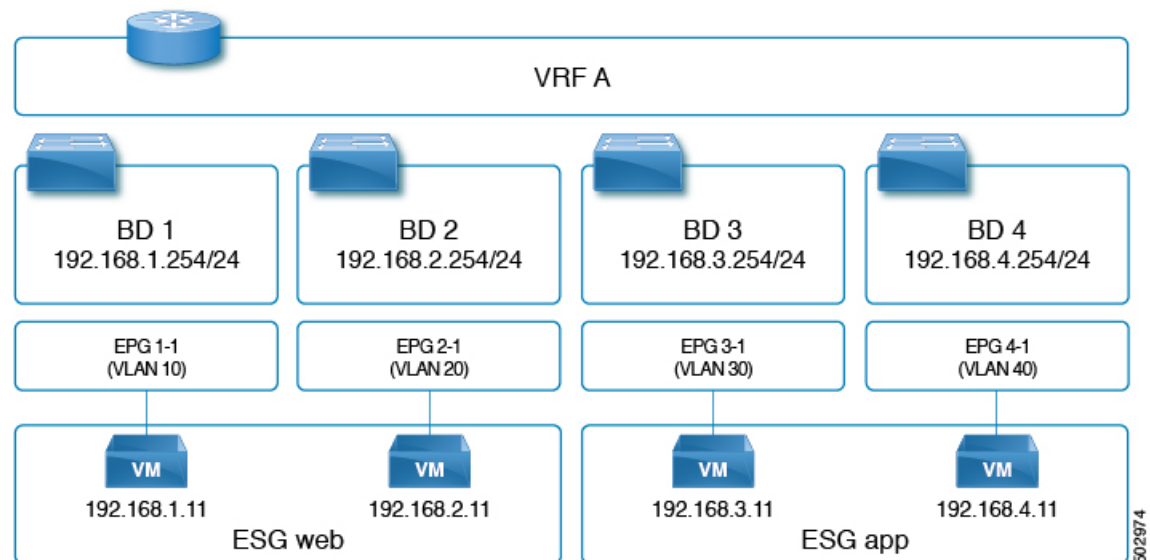 VRF A
BD 1
192.168.1.254/24
BD 2
192.168.2.254/24
BD 3
192.168.3.254/24
BD 4
192.168.4.254/24
EPG 1-1
(VLAN 10)
EPG 2-1
(VLAN 20)
EPG 3-1
(VLAN 30)
EPG 4-1
(VLAN 40)
VM
192.168.1.11
VM
192.168.2.11
VM
192.168.3.11
VM
192.168.4.11
ESG web
ESG app
502974